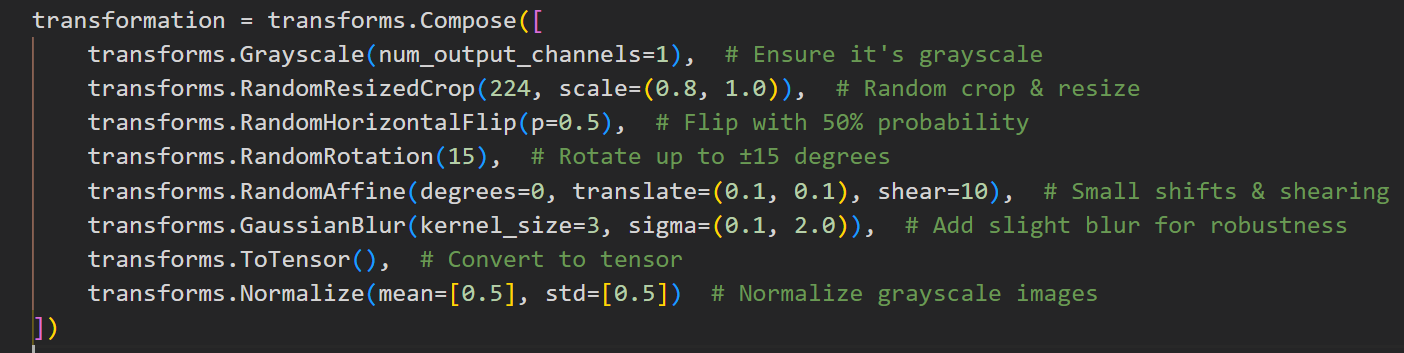 transformation = transforms.Compose([
    transforms.Grayscale(num_output_channels=1),  # Ensure it's grayscale
    transforms.RandomResizedCrop(224, scale=(0.8, 1.0)),  # Random crop & resize
    transforms.RandomHorizontalFlip(p=0.5),  # Flip with 50% probability
    transforms.RandomRotation(15),  # Rotate up to ±15 degrees
    transforms.RandomAffine(degrees=0, translate=(0.1, 0.1), shear=10),  # Small shifts & shearing
    transforms.GaussianBlur(kernel_size=3, sigma=(0.1, 2.0)),  # Add slight blur for robustness
    transforms.ToTensor(),  # Convert to tensor
    transforms.Normalize(mean=[0.5], std=[0.5])  # Normalize grayscale images
])